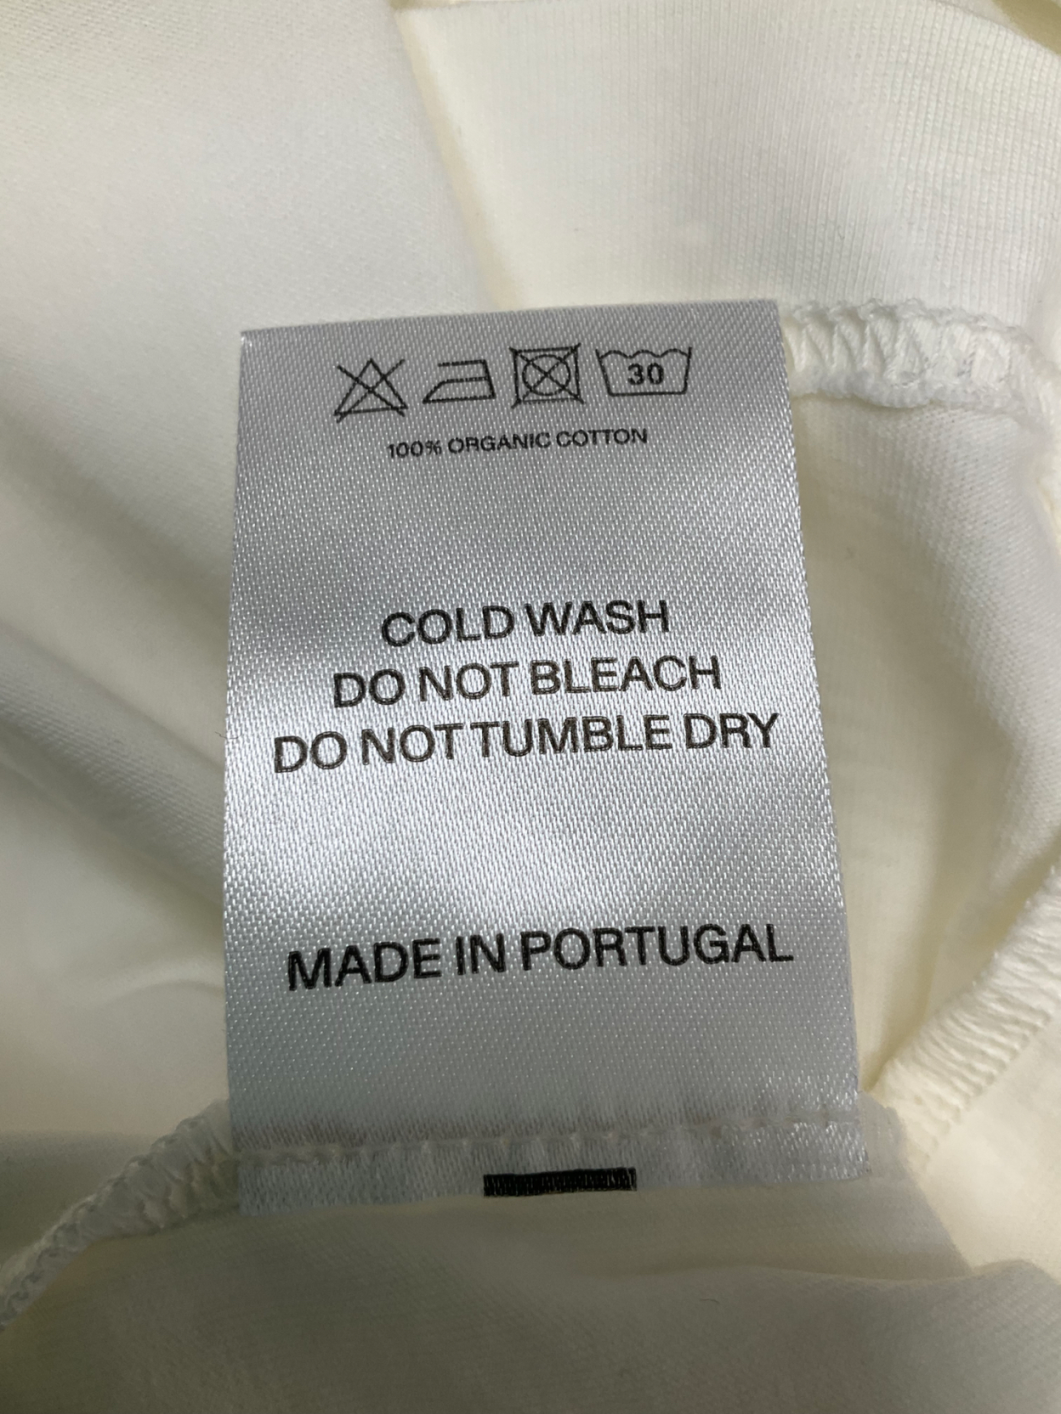 30
100% ORGANIC COTTON
COLD WASH
DO NOT BLEACH
DO NOT TUMBLE DRY
MADE IN PORTUGAL